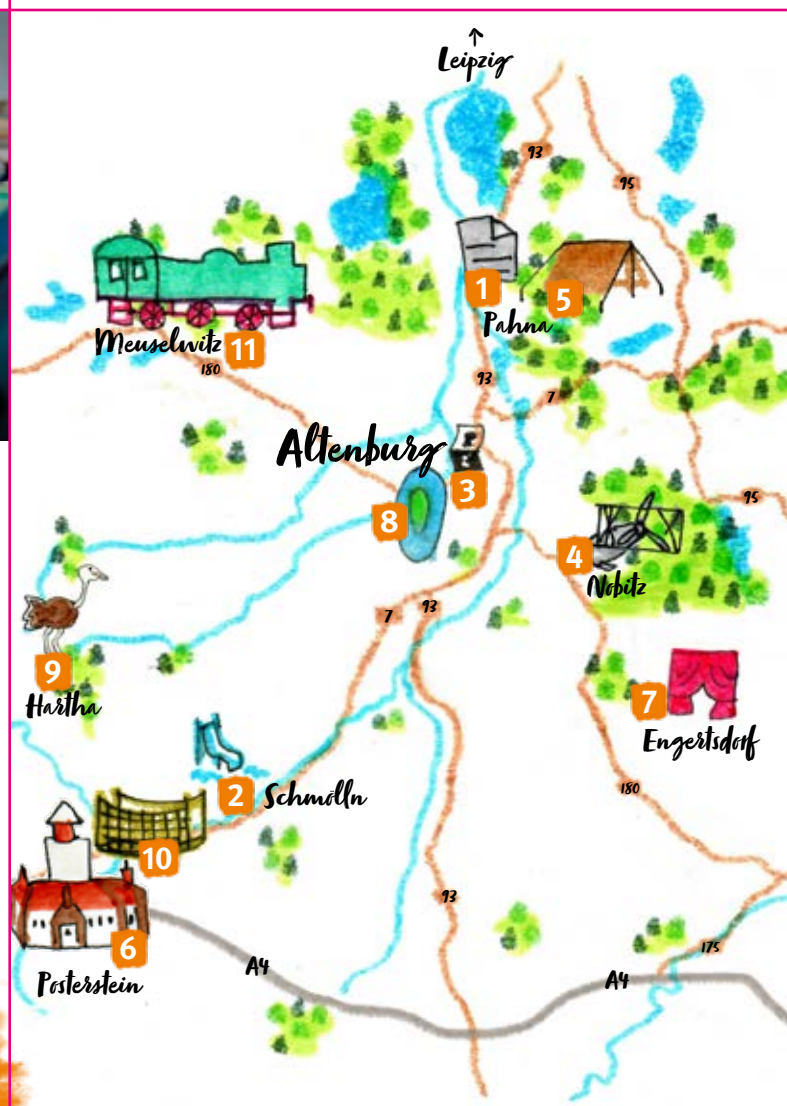 ↑
Leipzig
93
95
1
5
Pahna
Meuselwitz 11
180
93
7
Altenburg
3
8
95
4
Nobitz
7
93
9
Hartha
7
Engertsdorf
2 Schmölln
180
10
93
6
Posterstein
A4
175
A4